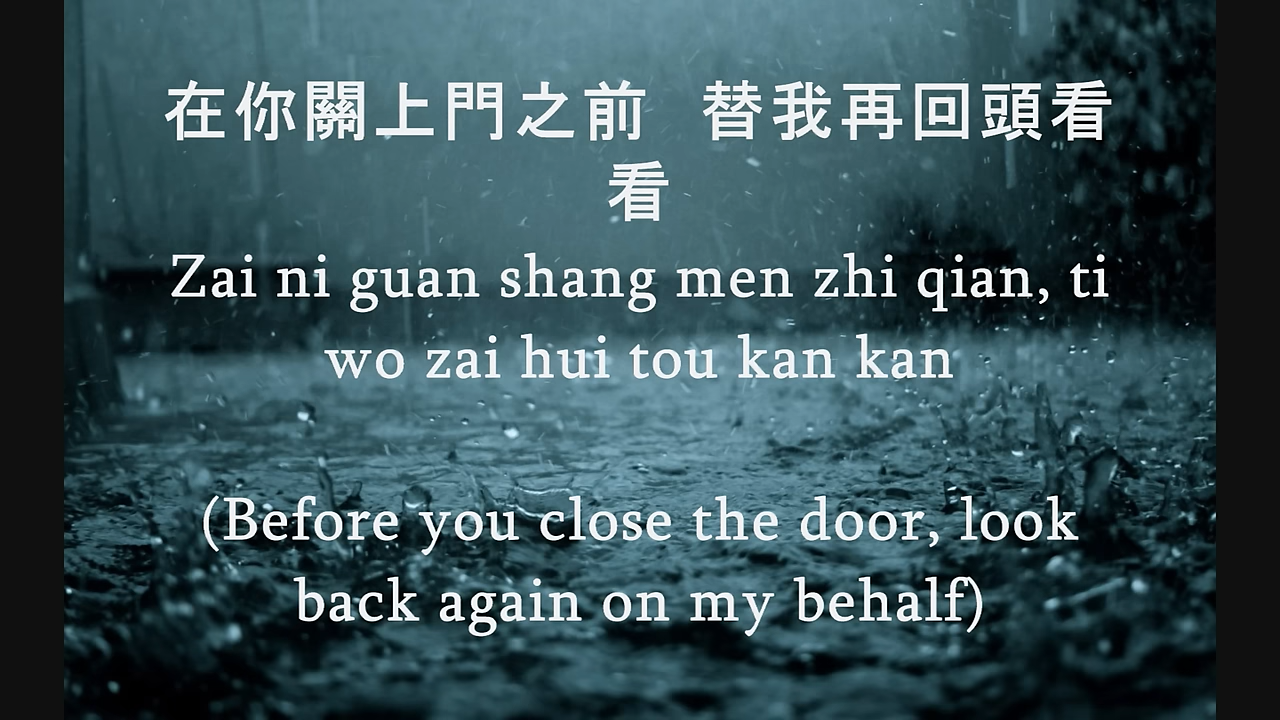 在你關上門之前 替我再回頭看
看
Zai ni guan shang men zhi qian, ti
wo zai hui tou kan kan
(Before you close the door, look
back again on my behalf)